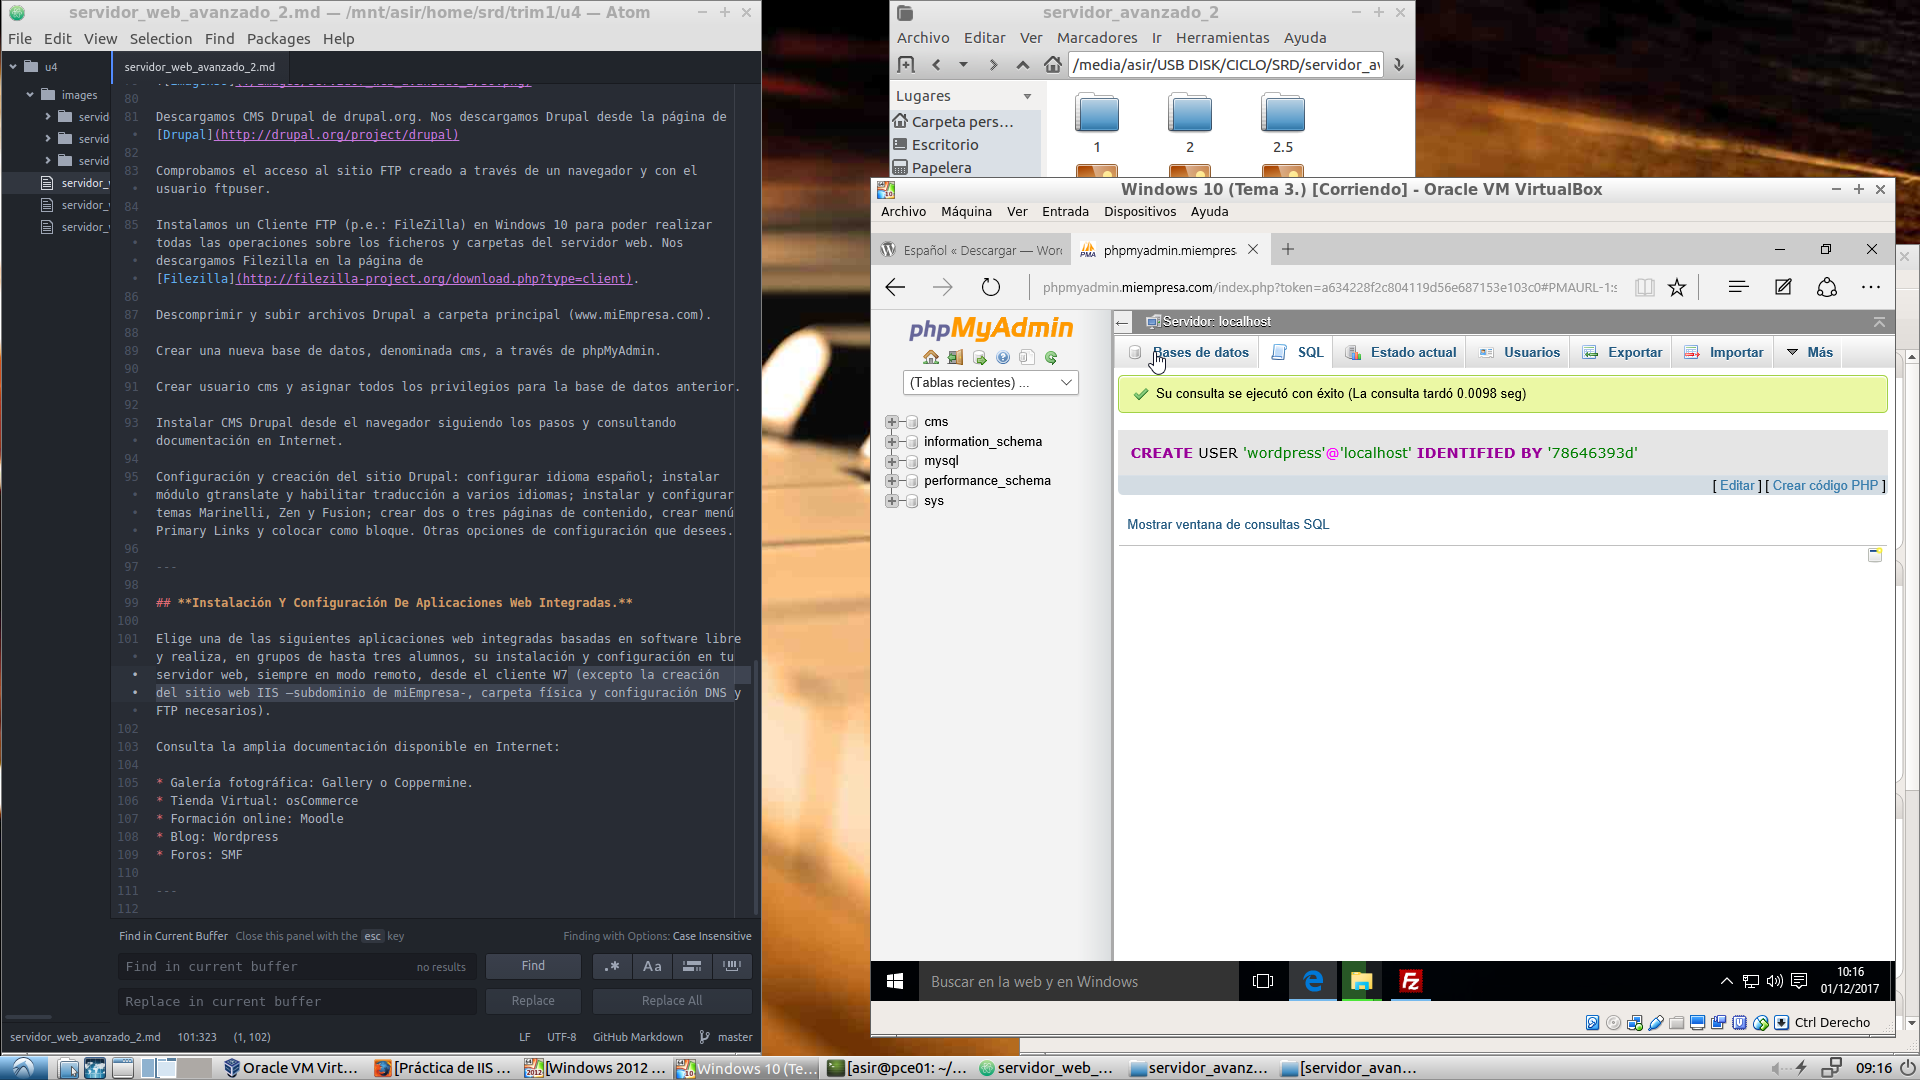 servidor_web_avanzado_2.md — /mnt/asir/home/srd/trim1/u4 — Atom
File Edit View Selection Find Packages Help
u4
servidor_web_avanzado_2.md
images
servid
servid
servid
servidor_
servidor_
servidor_
80
81 Descargamos CMS Drupal de drupal.org. Nos descargamos Drupal desde la página de
[Drupal](http://drupal.org/project/drupal)
82
83 Comprobamos el acceso al sitio FTP creado a través de un navegador y con el
usuario ftpuser.
84
85 Instalamos un Cliente FTP (p.e.: FileZilla) en Windows 10 para poder realizar
todas las operaciones sobre los ficheros y carpetas del servidor web. Nos
descargamos Filezilla en la página de
[Filezilla](http://filezilla-project.org/download.php?type=client).
86
87 Descomprimir y subir archivos Drupal a carpeta principal (www.miEmpresa.com).
88
89 Crear una nueva base de datos, denominada cms, a través de phpMyAdmin.
90
91 Crear usuario cms y asignar todos los privilegios para la base de datos anterior.
92
93 Instalar CMS Drupal desde el navegador siguiendo los pasos y consultando
documentación en Internet.
94
95 Configuración y creación del sitio Drupal: configurar idioma español; instalar
módulo gtranslate y habilitar traducción a varios idiomas; instalar y configurar
temas Marinelli, Zen y Fusion; crear dos o tres páginas de contenido, crear menú
Primary Links y colocar como bloque. Otras opciones de configuración que desees.
96
97 ---
98
99 ## **Instalación Y Configuración De Aplicaciones Web Integradas.**
100
101 Elige una de las siguientes aplicaciones web integradas basadas en software libre
y realiza, en grupos de hasta tres alumnos, su instalación y configuración en tu
servidor web, siempre en modo remoto, desde el cliente W7 (excepto la creación
del sitio web IIS –subdominio de miEmpresa-, carpeta física y configuración DNS y
FTP necesarios).
102
103 Consulta la amplia documentación disponible en Internet:
104
105 * Galería fotográfica: Gallery o Coppermine.
106 * Tienda Virtual: osCommerce
107 * Formación online: Moodle
108 * Blog: Wordpress
109 * Foros: SMF
110
111 ---
112
Find in Current Buffer Close this panel with the esc key Finding with Options: Case Insensitive
Find in current buffer no results Find .* Aa
Replace in current buffer Replace Replace All
servidor_web_avanzado_2.md 101:323 (1, 102) LF UTF-8 GitHub Markdown master
servidor_avanzado_2
Archivo Editar Ver Marcadores Ir Herramientas Ayuda
/media/asir/USB DISK/CICLO/SRD/servidor_a
Lugares
Carpeta pers...
Escritorio
Papelera
1 2 2.5
Windows 10 (Tema 3.) [Corriendo] - Oracle VM VirtualBox
Archivo Máquina Ver Entrada Dispositivos Ayuda
Español « Descargar — Wor
phpmyadmin.miempres
phpmyadmin.miempresa.com/index.php?token=a634228f2c804119d56e687153e103c0#PMAURL-1:s
phpMyAdmin
(Tablas recientes) ...
cms
information_schema
mysql
performance_schema
sys
Servidor: localhost
Bases de datos SQL Estado actual Usuarios Exportar Importar Más
Su consulta se ejecutó con éxito (La consulta tardó 0.0098 seg)
CREATE USER 'wordpress'@'localhost' IDENTIFIED BY '78646393d'
[ Editar ] [ Crear código PHP ]
Mostrar ventana de consultas SQL
Buscar en la web y en Windows
10:16
01/12/2017
Ctrl Derecho
Oracle VM Virt... [Práctica de IIS ... [Windows 2012 ... Windows 10 (Te... [asir@pce01: ~/... servidor_web_... servidor_avanz... [servidor_avan... 09:16